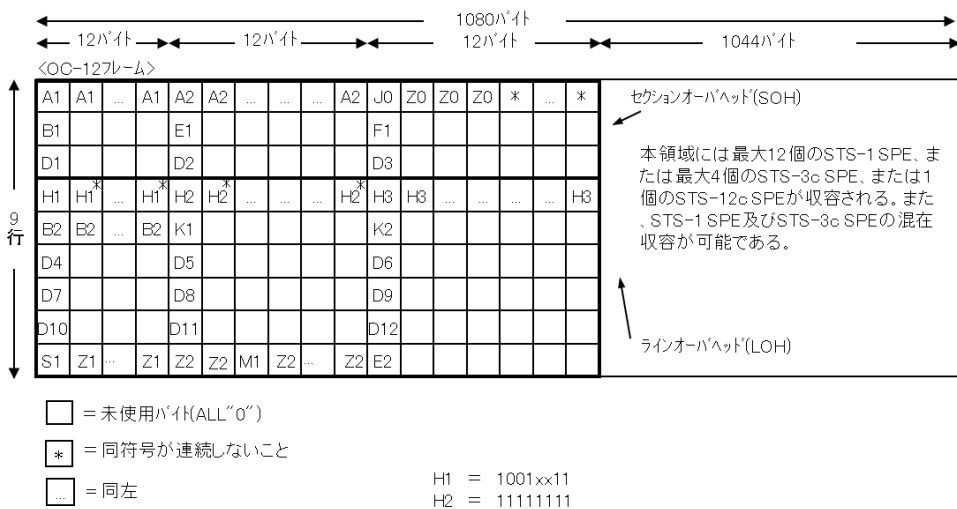 1080バイト
12バイト 12バイト 12バイト 1044バイト
<OC-12フレーム>
A1 A1 … A1 A2 A2 … … … A2 J0 Z0 Z0 Z0 * … *
B1 E1 F1
D1 D2 D3
H1 H1* … H1* H2 H2* … … … H2* H3 H3 … … … … H3
B2 B2 … B2 K1 K2
D4 D5 D6
D7 D8 D9
D10 D11 D12
S1 Z1 … Z1 Z2 Z2 M1 Z2 … Z2 E2
9
行
セクションオーバヘッド(SOH)
本領域には最大12個のSTS-1 SPE、ま
たは最大4個のSTS-3c SPE、または1
個のSTS-12c SPEが収容される。また
、STS-1 SPE及びSTS-3c SPEの混在
収容が可能である。
ラインオーバヘッド(LOH)
=未使用バイト(ALL"0")
* =同符号が連続しないこと
… =同左
H1 = 1001xx11
H2 = 11111111